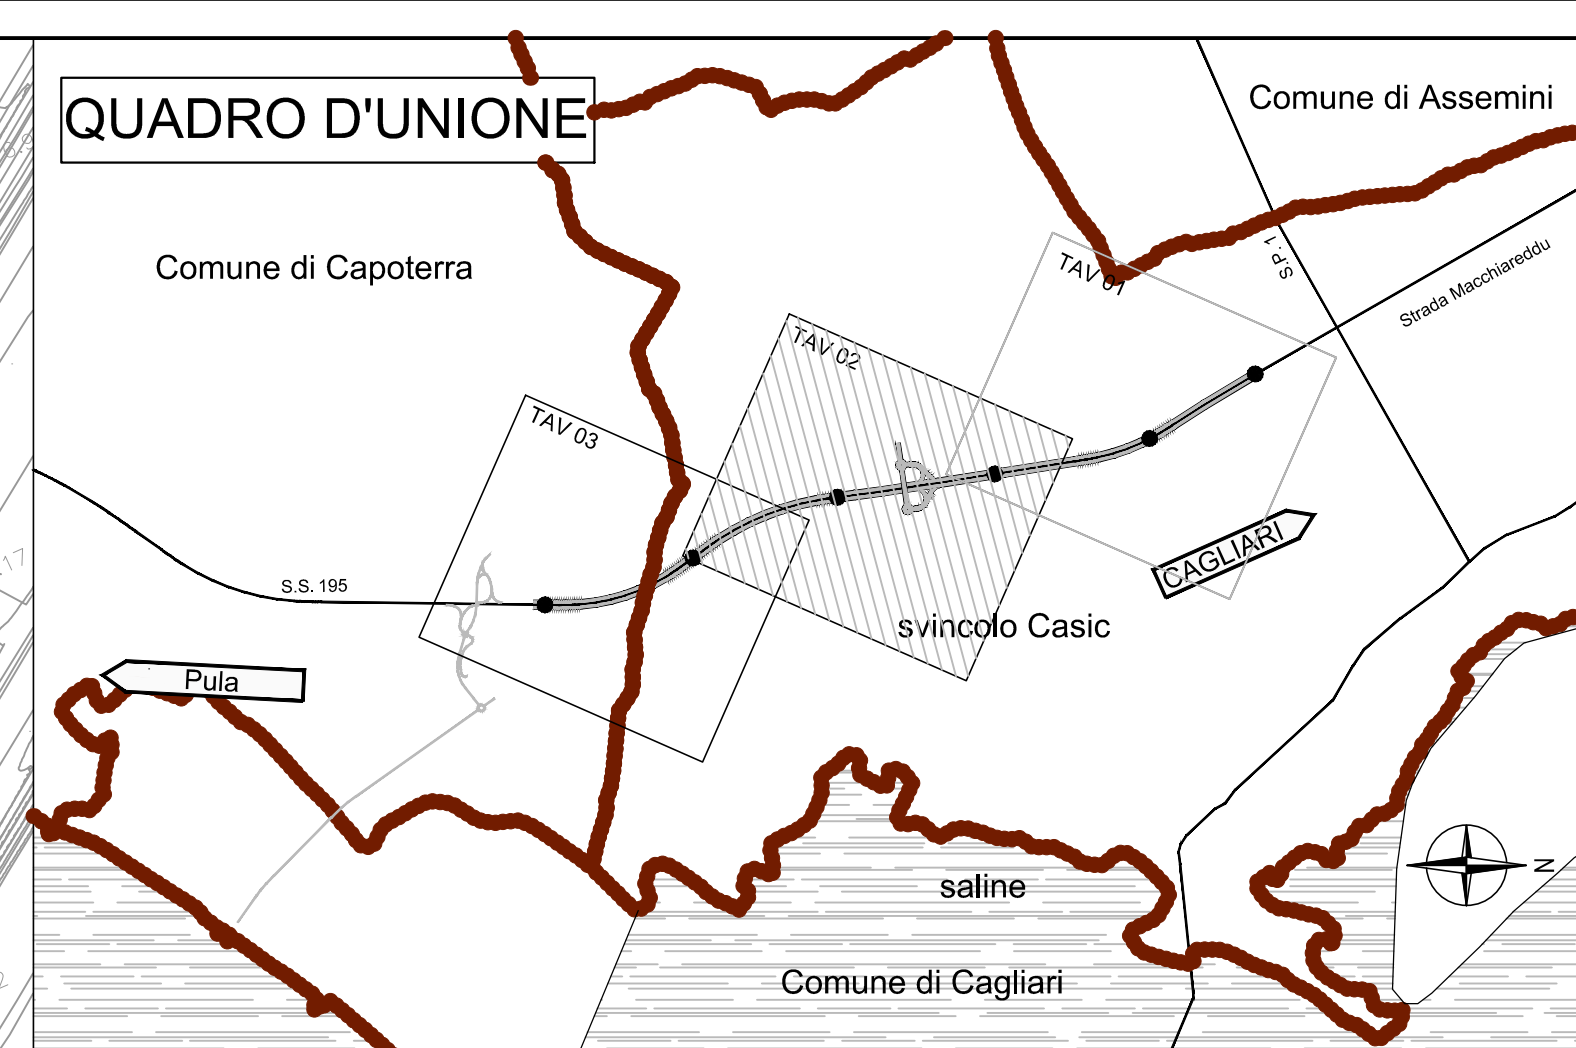 QUADRO D'UNIONE
Comune di Assemini
Comune di Capoterra
S.P. 1
TAV 01
Strada Macchiareddu
TAV 02
TAV 03
CAGLIARI
S.S. 195
svincolo Casic
Pula
N
saline
Comune di Cagliari
17